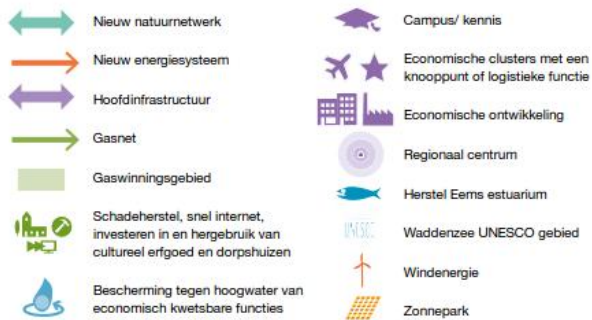 Nieuw natuurnetwerk
Nieuw energiesysteem
Hoofdinfrastructuur
Gasnet
Gaswinningsgebied
Schadeherstel, snel internet,
investeren in en hergebruik van
cultureel erfgoed en dorpshuizen
Bescherming tegen hoogwater van
economisch kwetsbare functies
Campus/ kennis
Economische clusters met een
knooppunt of logistieke functie
Economische ontwikkeling
Regionaal centrum
Herstel Eems estuarium
UNESCO
Waddenzee UNESCO gebied
Windenergie
Zonnepark